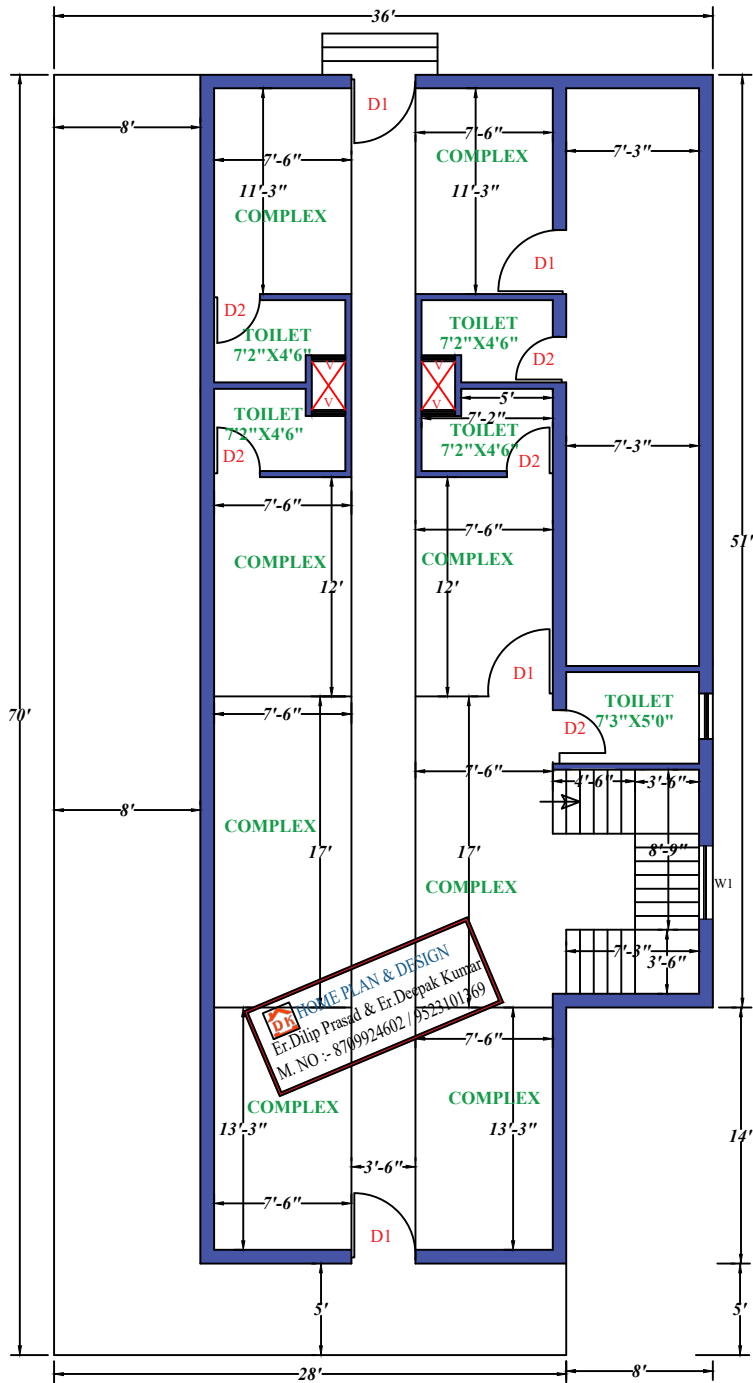 36'
D1
8'
7'-6"
7'-6"
COMPLEX
7'-3"
11'-3"
11'-3"
COMPLEX
D1
D2
TOILET
7'2"X4'6"
TOILET
7'2"X4'6"
D2
V
V
V
V
5'
7'-2"
TOILET
7'2"X4'6"
TOILET
7'2"X4'6"
D2
D2
7'-3"
7'-6"
7'-6"
COMPLEX
COMPLEX
51'
12'
12'
D1
TOILET
7'3"X5'0"
70'
7'-6"
D2
7'-6"
4'-6"
3'-6"
8'
COMPLEX
17'
17'
8'-9"
COMPLEX
W1
7'-3"
3'-6"
DK HOME PLAN & DESIGN
Er.Dilip Prasad & Er.Deepak Kumar
M. NO :- 8709924602 / 9523101369
7'-6"
COMPLEX
COMPLEX
13'-3"
13'-3"
14'
3'-6"
7'-6"
D1
5'
5'
28'
8'